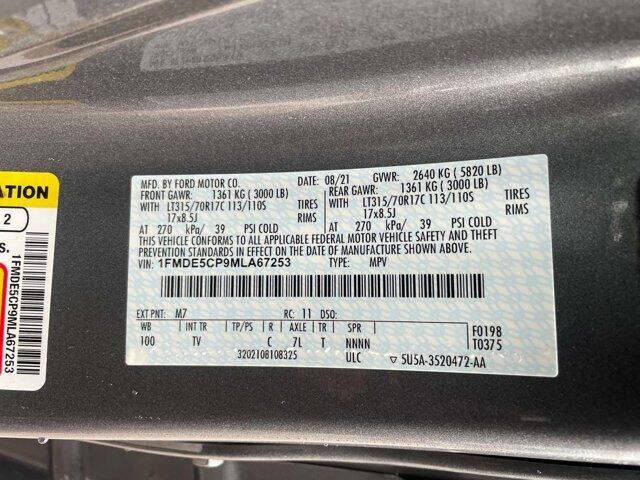 ATION
2
S.
1FMDE5CP9MLA67253
MFD. BY FORD MOTOR CO. DATE: 08/21 GVWR: 2640 KG ( 5820 LB)
FRONT GAWR: 1361 KG ( 3000 LB) REAR GAWR: 1361 KG ( 3000 LB)
WITH LT315/70R17C 113/110S TIRES WITH LT315/70R17C 113/110S TIRES
17x8.5J RIMS 17x8.5J RIMS
AT 270 kPa/ 39 PSI COLD AT 270 kPa/ 39 PSI COLD
THIS VEHICLE CONFORMS TO ALL APPLICABLE FEDERAL MOTOR VEHICLE SAFETY AND THEFT
PREVENTION STANDARDS IN EFFECT ON THE DATE OF MANUFACTURE SHOWN ABOVE.
VIN: 1FMDE5CP9MLA67253 TYPE: MPV
EXT PNT: M7 RC: 11 DSO:
WB INT TR TP/PS R AXLE TR SPR F0198
100 TV C 7L T NNNN T0375
3202108108325 ULC ▽ 5U5A-3520472-AA